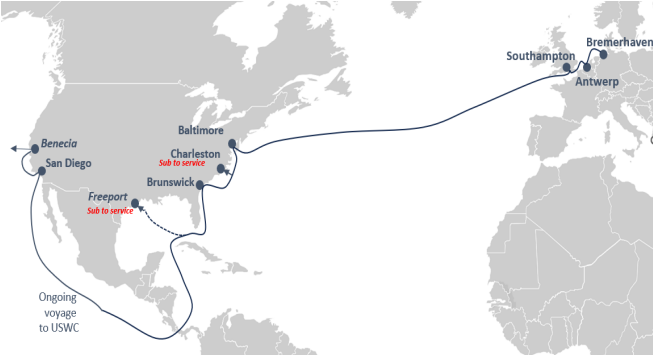 Bremerhaven
Southampton
Antwerp
Baltimore
Benecia
Charleston
Sub to service
San Diego
Brunswick
Freeport
Sub to service
Ongoing
voyage
to USWC